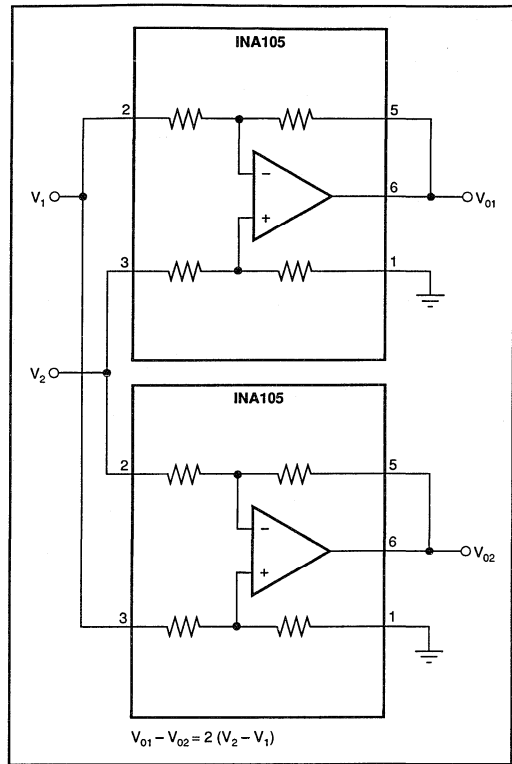 INA105
2
5
V₁
−
6
V₀₁
+
3
1
V₂
INA105
2
5
−
6
V₀₂
+
3
1
V₀₁ – V₀₂ = 2 (V₂ – V₁)